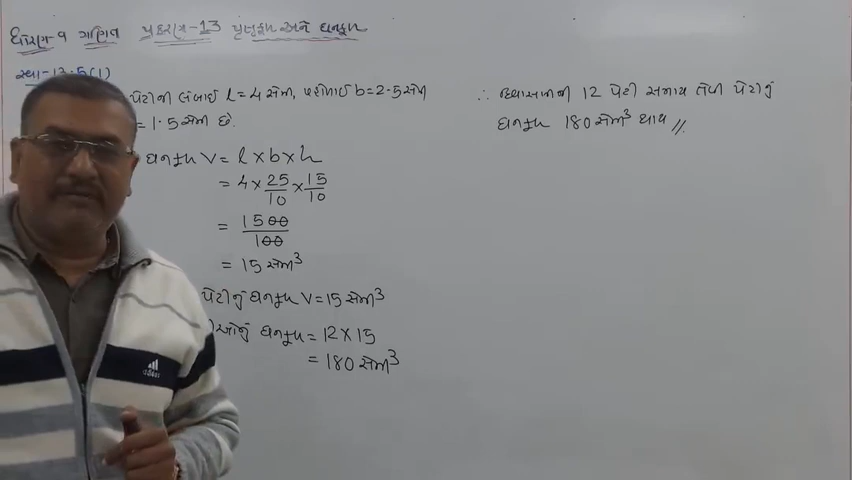 ધોરણ-9 ગણિત પ્રકરણ-13 પૃષ્ઠફળ અને ઘનફળ
સ્વા-13.5(1)
પેટીની લંબાઈ l = 4 સેમી, પહોળાઈ b = 2.5 સેમી
= 1.5 સેમી છે.
ઘનફળ V = l × b × h
= 4 × 25/10 × 15/10
= 1500/100
= 15 સેમી³
પેટીનું ઘનફળ V = 15 સેમી³
ઘનફળ = 12 × 15
= 180 સેમી³
∴ 12 પેટી સમાય તેવી પેટીનું
ઘનફળ 180 સેમી³ થાય //
adidas